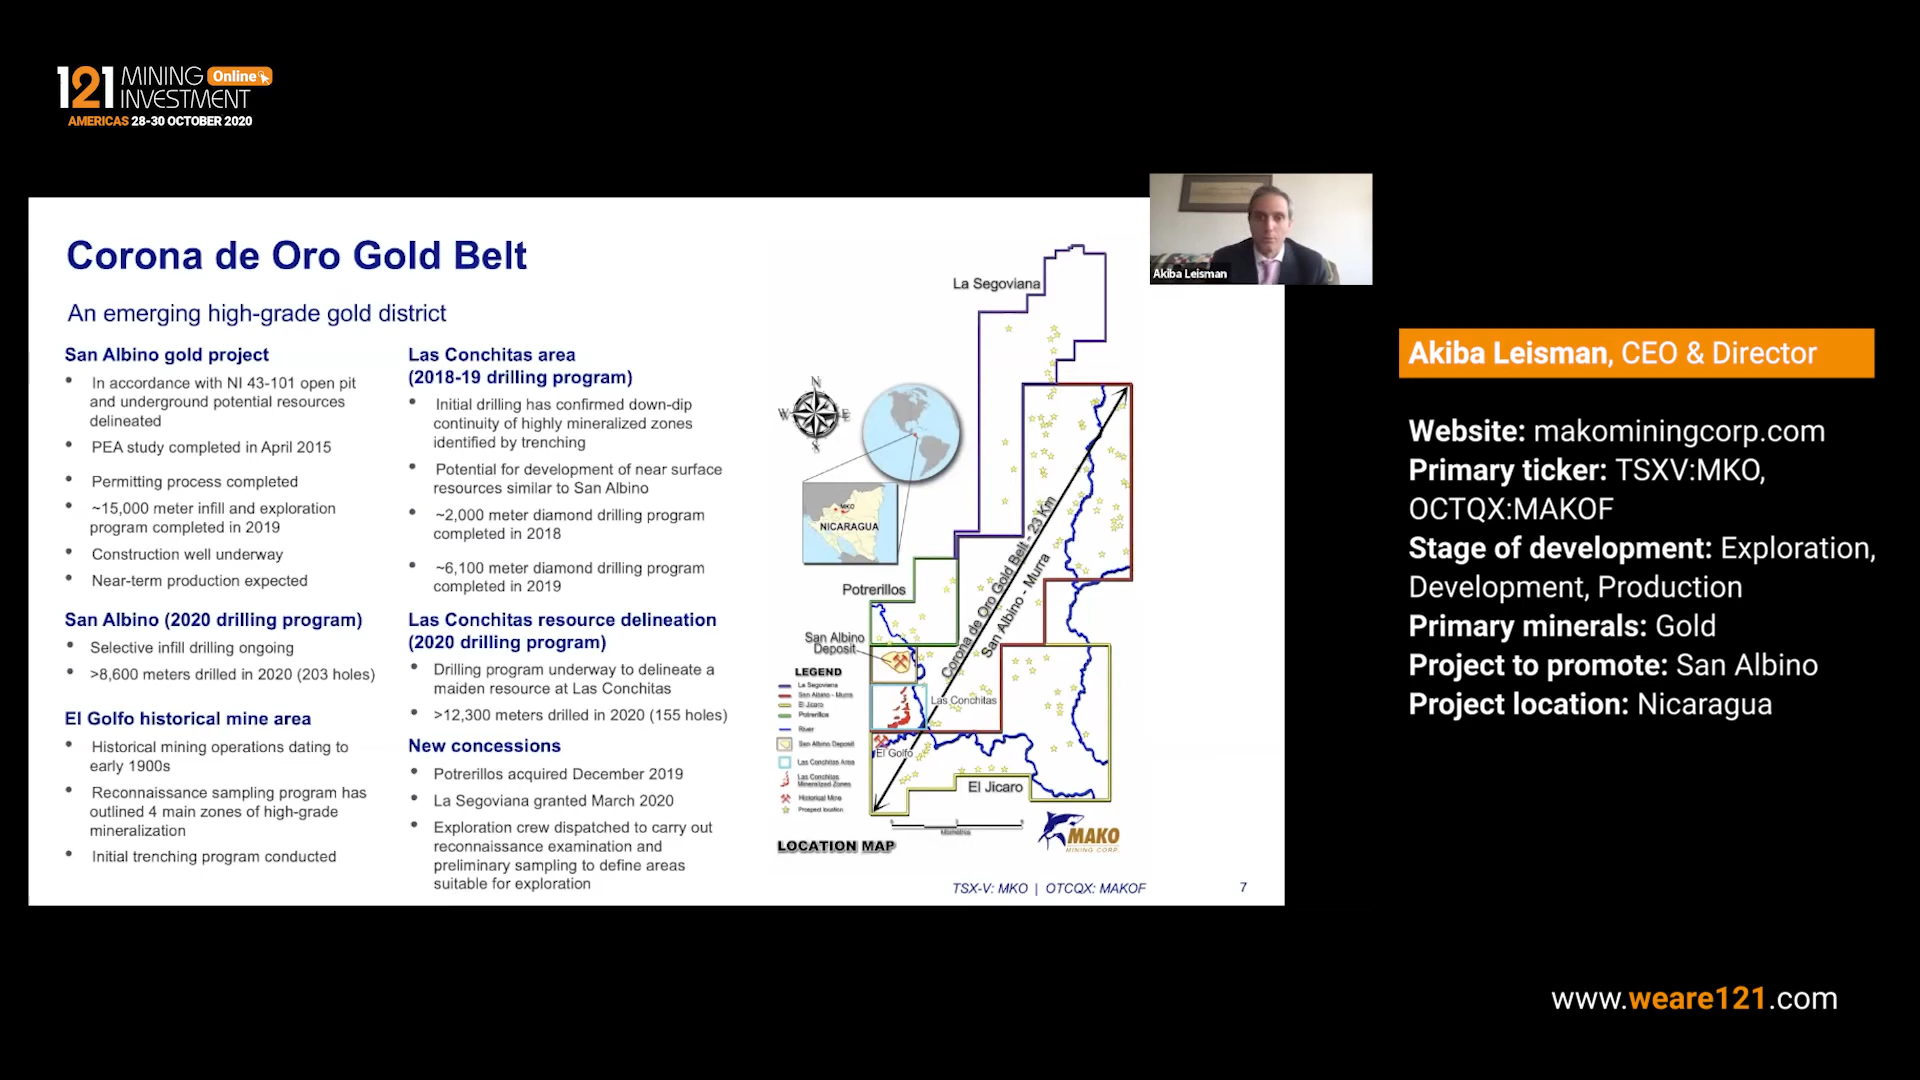 121 MINING Online
INVESTMENT
AMERICAS 28-30 OCTOBER 2020
Corona de Oro Gold Belt
An emerging high-grade gold district
San Albino gold project
• In accordance with NI 43-101 open pit
and underground potential resources
delineated
• PEA study completed in April 2015
• Permitting process completed
• ~15,000 meter infill and exploration
program completed in 2019
• Construction well underway
• Near-term production expected
San Albino (2020 drilling program)
• Selective infill drilling ongoing
• >8,600 meters drilled in 2020 (203 holes)
El Golfo historical mine area
• Historical mining operations dating to
early 1900s
• Reconnaissance sampling program has
outlined 4 main zones of high-grade
mineralization
• Initial trenching program conducted
Las Conchitas area
(2018-19 drilling program)
• Initial drilling has confirmed down-dip
continuity of highly mineralized zones
identified by trenching
• Potential for development of near surface
resources similar to San Albino
• ~2,000 meter diamond drilling program
completed in 2018
• ~6,100 meter diamond drilling program
completed in 2019
Las Conchitas resource delineation
(2020 drilling program)
• Drilling program underway to delineate a
maiden resource at Las Conchitas
• >12,300 meters drilled in 2020 (155 holes)
New concessions
• Potrerillos acquired December 2019
• La Segoviana granted March 2020
• Exploration crew dispatched to carry out
reconnaissance examination and
preliminary sampling to define areas
suitable for exploration
La Segoviana
N
W E
S
MKO
NICARAGUA
Potrerillos
Corona de Oro Gold Belt - 23 Km
San Albino - Murra
San Albino
Deposit
Las Conchitas
El Golfo
El Jicaro
LEGEND
La Segoviana
San Albino - Murra
El Jicaro
Potrerillos
River
San Albino Deposit
Las Conchitas Area
Las Conchitas
Mineralized Zones
Historical Mine
Prospect location
Kilometres
LOCATION MAP
MAKO
MINING CORP.
TSX-V: MKO | OTCQX: MAKOF
7
Akiba Leisman
Akiba Leisman, CEO & Director
Website: makominingcorp.com
Primary ticker: TSXV:MKO,
OCTQX:MAKOF
Stage of development: Exploration,
Development, Production
Primary minerals: Gold
Project to promote: San Albino
Project location: Nicaragua
www.weare121.com